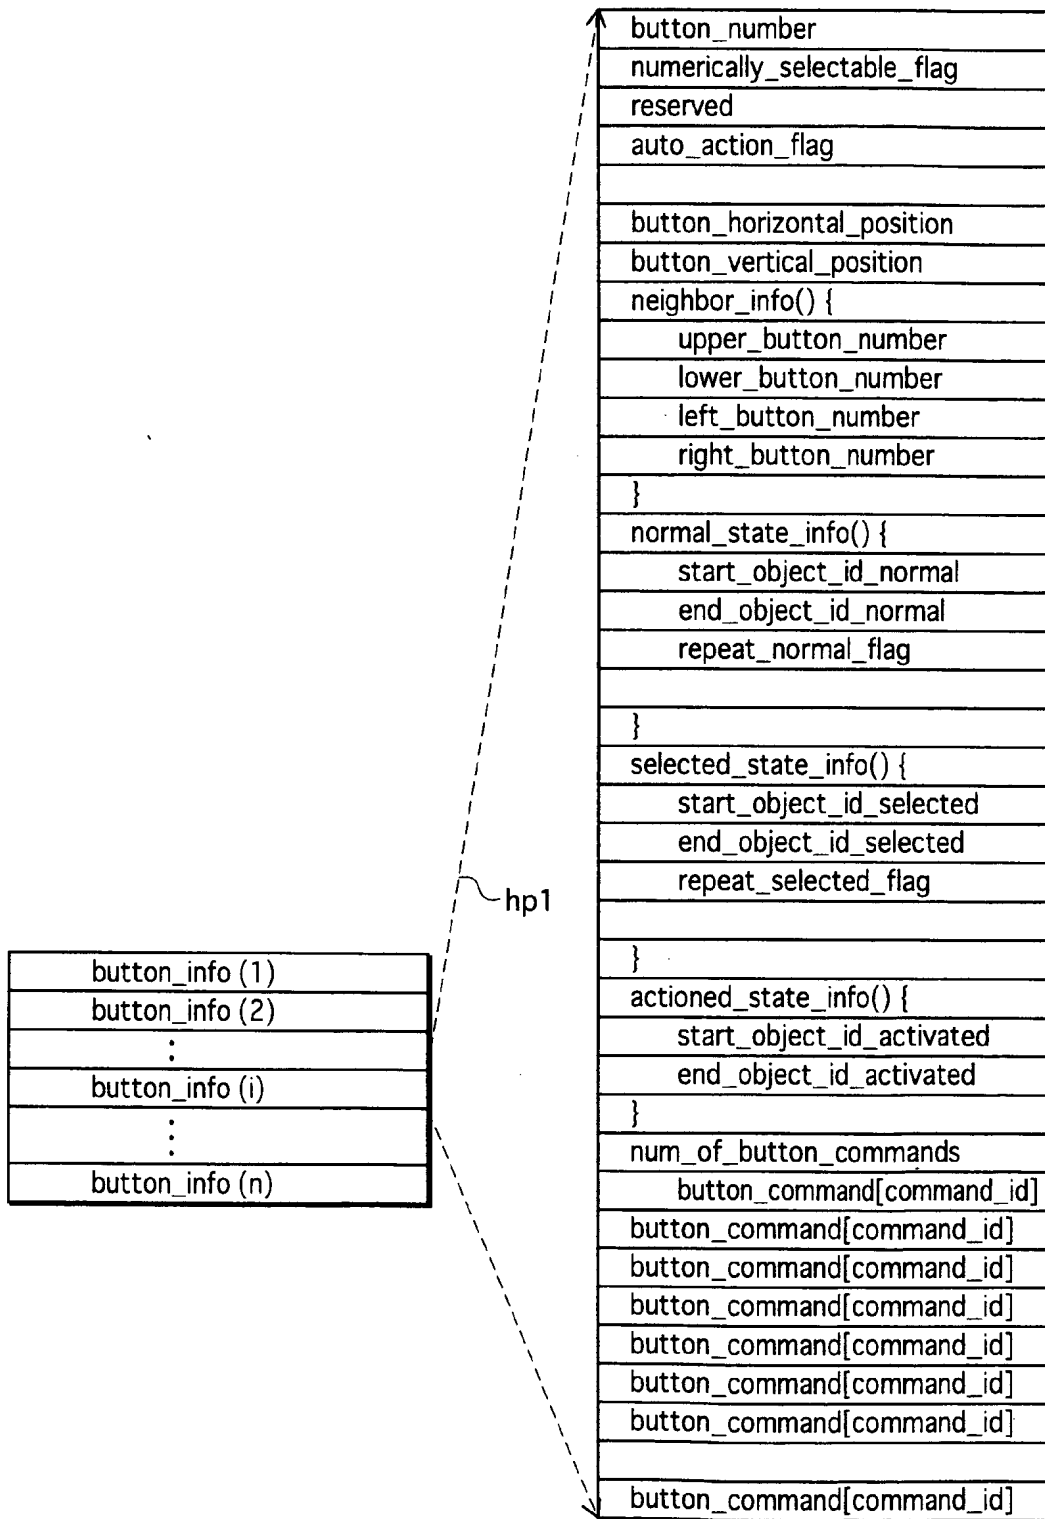 button_number
numerically_selectable_flag
reserved
auto_action_flag
button_horizontal_position
button_vertical_position
neighbor_info() {
upper_button_number
lower_button_number
left_button_number
right_button_number
}
normal_state_info() {
start_object_id_normal
end_object_id_normal
repeat_normal_flag
}
selected_state_info() {
start_object_id_selected
end_object_id_selected
repeat_selected_flag
}
actioned_state_info() {
start_object_id_activated
end_object_id_activated
}
num_of_button_commands
button_command[command_id]
button_command[command_id]
button_command[command_id]
button_command[command_id]
button_command[command_id]
button_command[command_id]
button_command[command_id]
button_command[command_id]
hp1
button_info (1)
button_info (2)
⋮
button_info (i)
⋮
button_info (n)